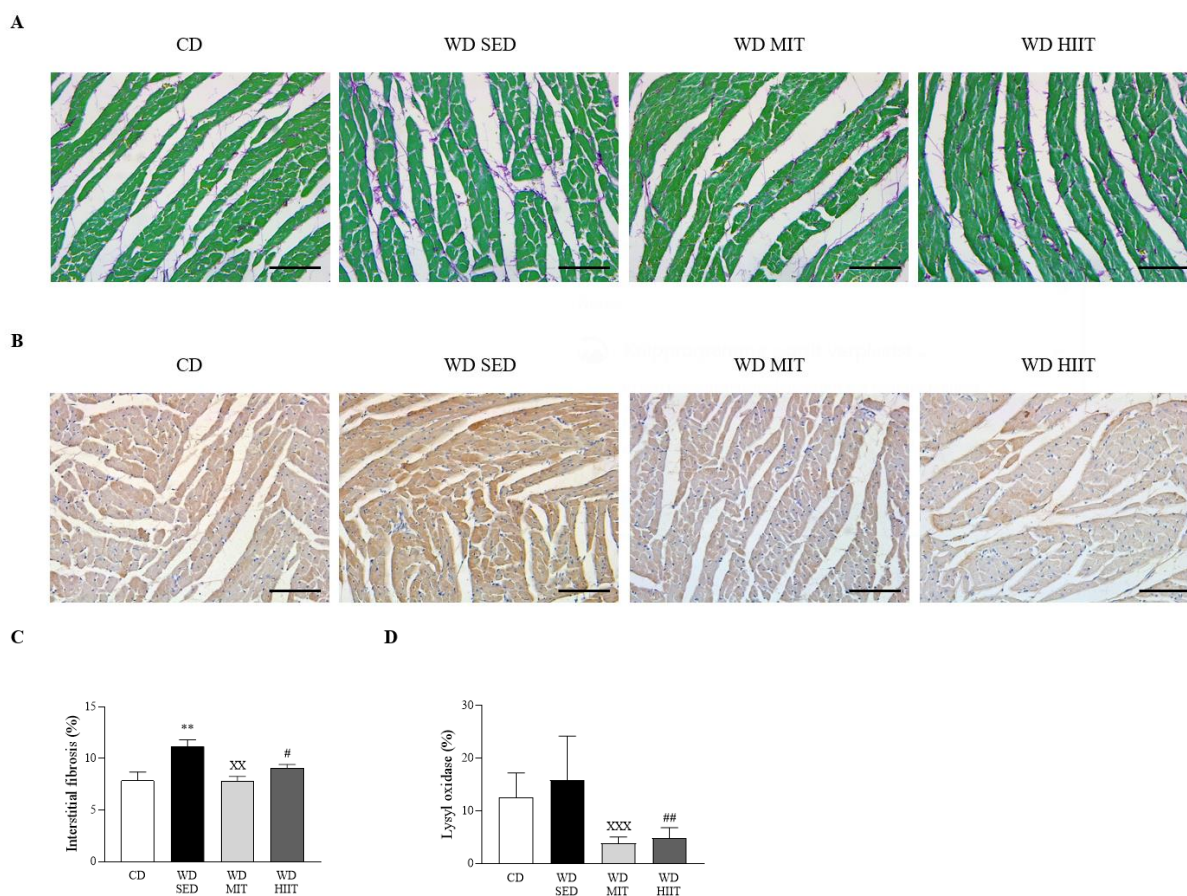 A
CD WD SED WD MIT WD HIIT
B
CD WD SED WD MIT WD HIIT
C D
Interstitial fibrosis (%)
15
10
5
0
**
XX
#
CD WD SED WD MIT WD HIIT
Lysyl oxidase (%)
30
20
10
0
XXX
##
CD WD SED WD MIT WD HIIT